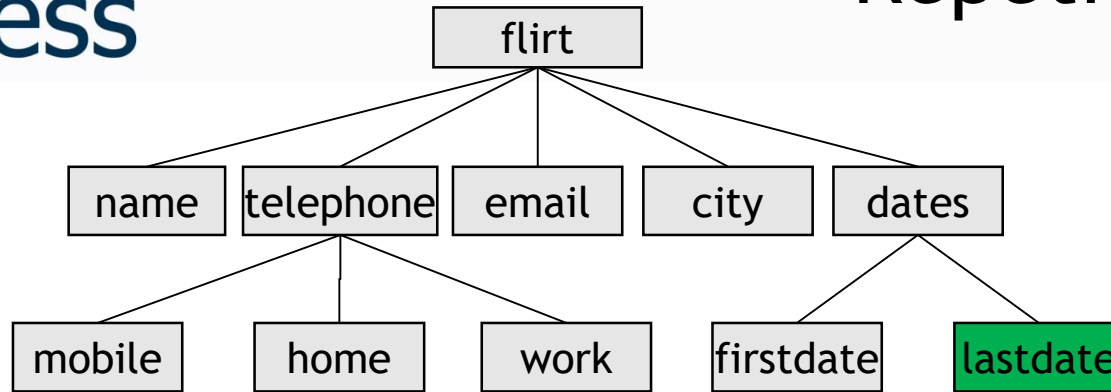 ess
flirt
name telephone email city dates
mobile home work firstdate lastdate